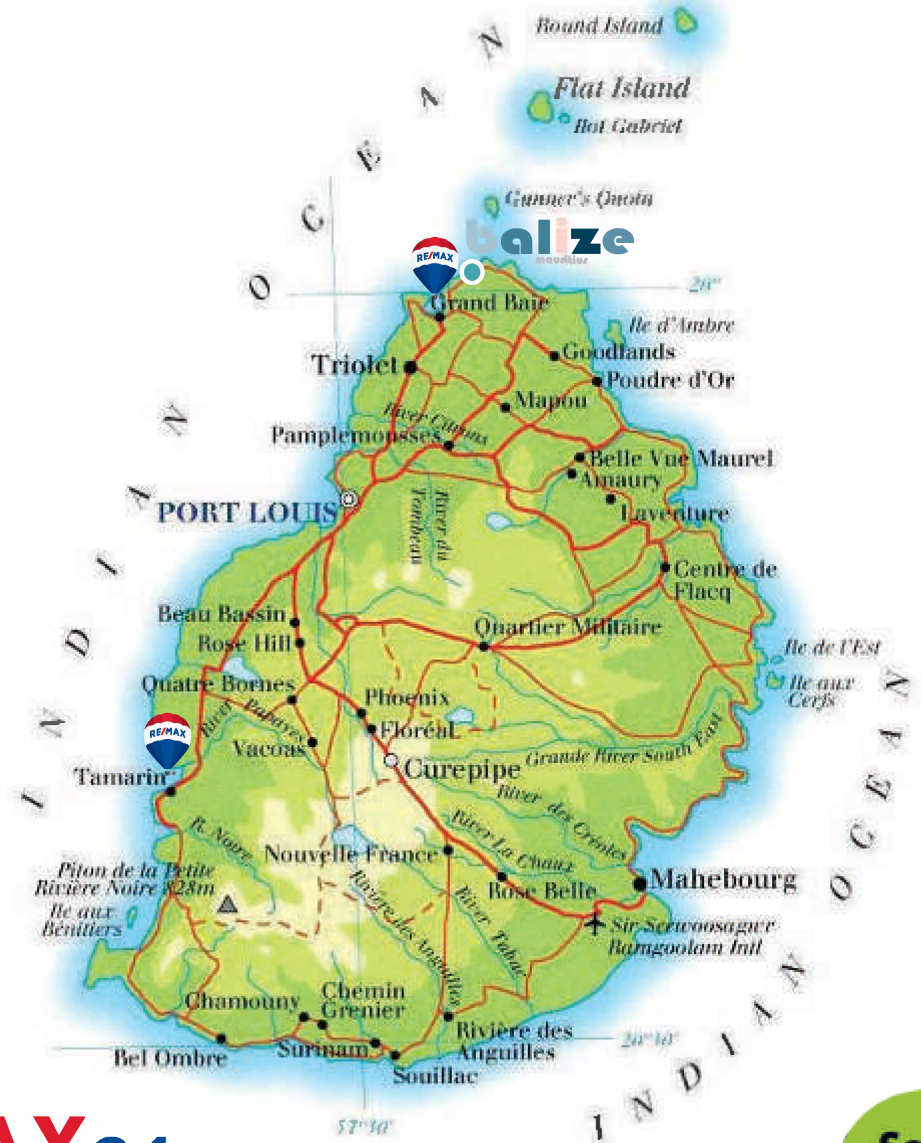 Round Island
Flat Island
Ilot Gabriel
Gunner's Quoin
balize
mauritius
RE/MAX
Grand Baie
20°
Ile d'Ambre
Goodlands
Triolet
Poudre d'Or
Mapou
River Citrons
Pamplemousses
Belle Vue Maurel
Amaury
PORT LOUIS
Laventure
River du
Tombeau
Centre de
Flacq
Beau Bassin
Quartier Militaire
Rose Hill
Ile de l'Est
Quatre Bornes
Ile aux
Cerfs
Phoenix
River Papayes
Floréal
RE/MAX
Vacoas
Grande River South East
Curepipe
Tamarin
River des Créoles
R. Noire
River La Chaux
Nouvelle France
Piton de la Petite
Rivière Noire 828m
Rose Belle
Mahebourg
Ile aux
Bénitiers
Rivière des Anguilles
River Tabac
Sir Seewoosagur
Ramgoolam Intl
Chamouny
Chemin
Grenier
Rivière des
Anguilles
Surinam
20°30'
Bel Ombre
Souillac
57°30'
INDIAN OCEAN
INDIAN OCEAN